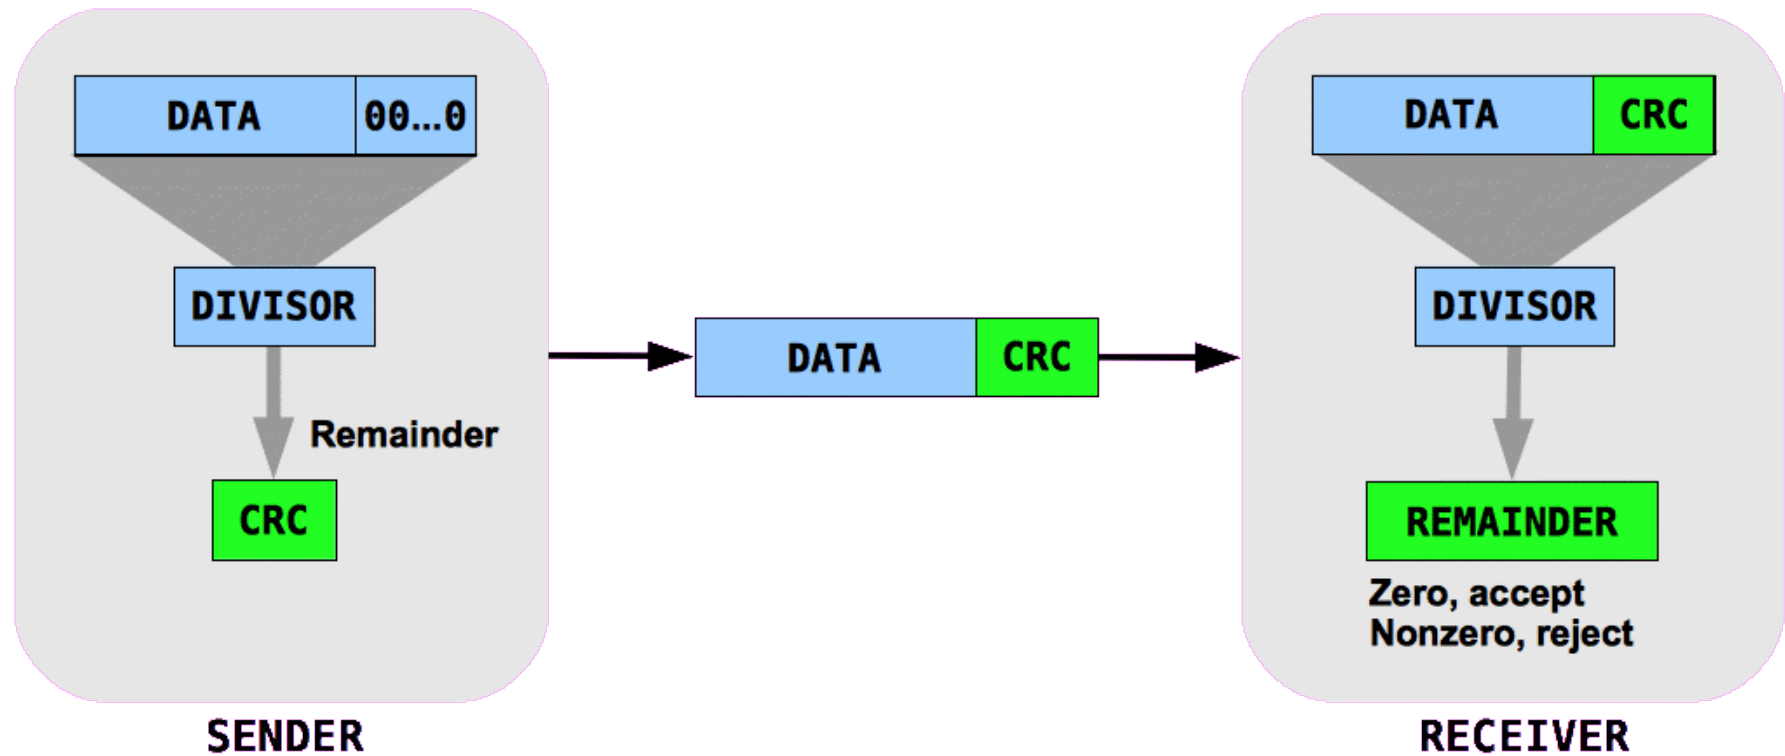 DATA 00...0
DIVISOR
Remainder
CRC
SENDER
DATA CRC
DATA CRC
DIVISOR
REMAINDER
Zero, accept
Nonzero, reject
RECEIVER